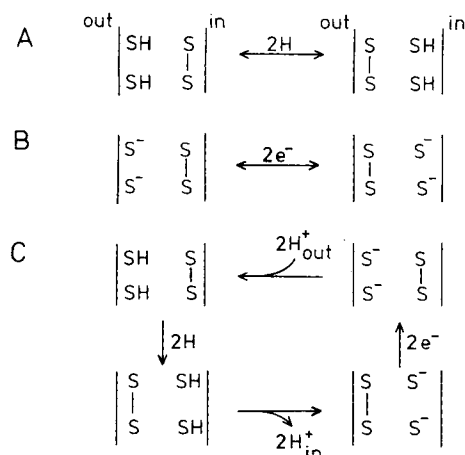 A
out in out in
SH S 2H S SH
SH S S SH
B
S⁻ S 2e⁻ S S⁻
S⁻ S S S⁻
C
SH S 2H⁺out S⁻ S
SH S S⁻ S
2H 2e⁻
S SH S S⁻
S SH 2H⁺in S S⁻